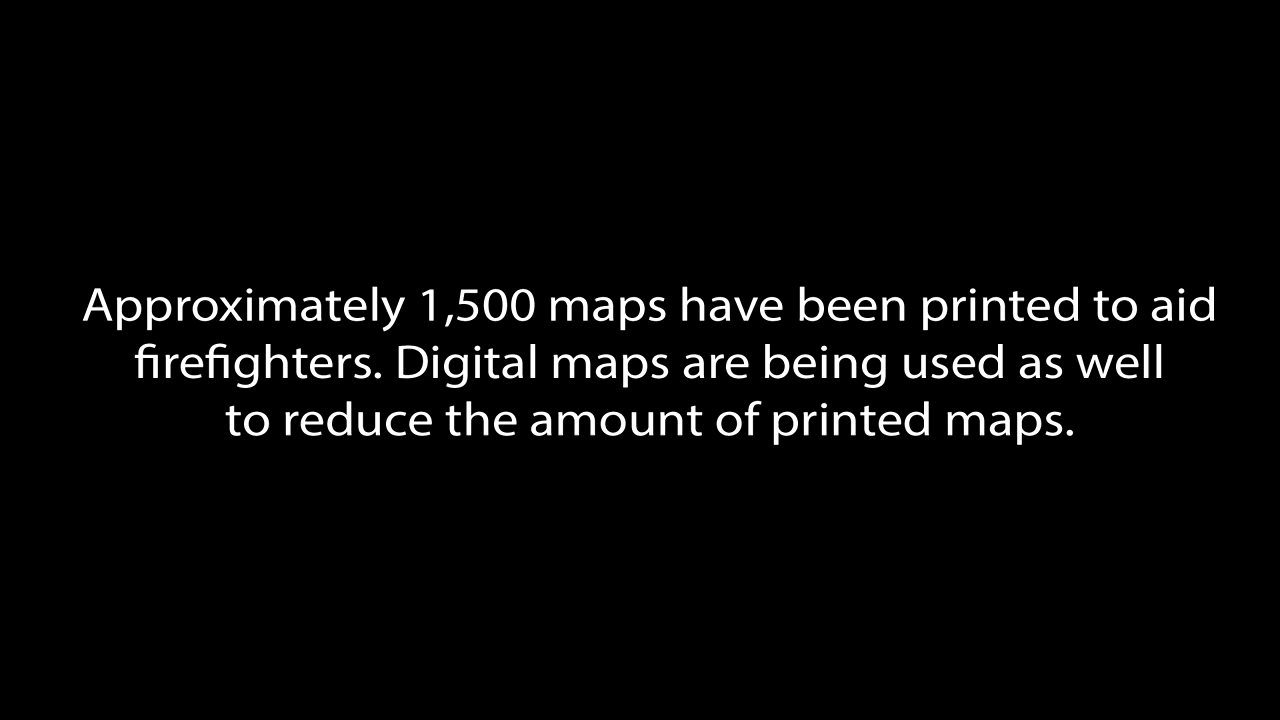 Approximately 1,500 maps have been printed to aid
firefighters. Digital maps are being used as well
to reduce the amount of printed maps.